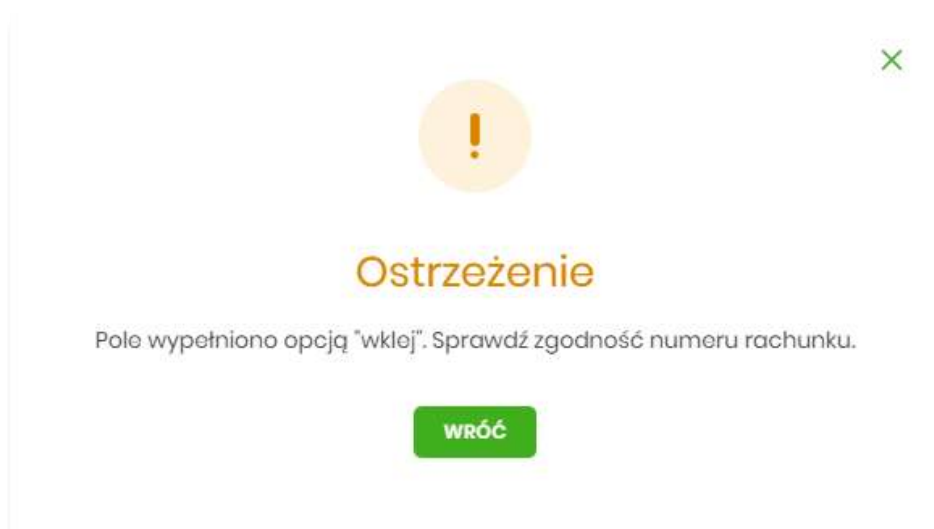 Ostrzeżenie
Pole wypełniono opcją "wklej". Sprawdź zgodność numeru rachunku.
WRÓĆ